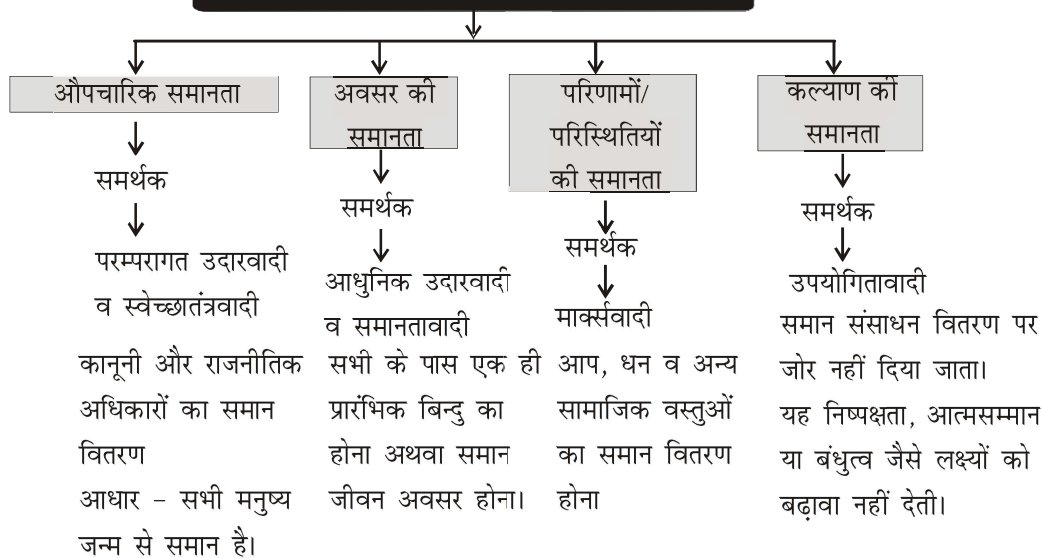 औपचारिक समानता
समर्थक
परम्परागत उदारवादी
व स्वेच्छातंत्रवादी
कानूनी और राजनीतिक
अधिकारों का समान
वितरण
आधार – सभी मनुष्य
जन्म से समान है।
अवसर की
समानता
समर्थक
आधुनिक उदारवादी
व समानतावादी
सभी के पास एक ही
प्रारंभिक बिन्दु का
होना अथवा समान
जीवन अवसर होना।
परिणामों/
परिस्थितियों
की समानता
समर्थक
मार्क्सवादी
आप, धन व अन्य
सामाजिक वस्तुओं
का समान वितरण
होना
कल्याण की
समानता
समर्थक
उपयोगितावादी
समान संसाधन वितरण पर
जोर नहीं दिया जाता।
यह निष्पक्षता, आत्मसम्मान
या बंधुत्व जैसे लक्ष्यों को
बढ़ावा नहीं देती।